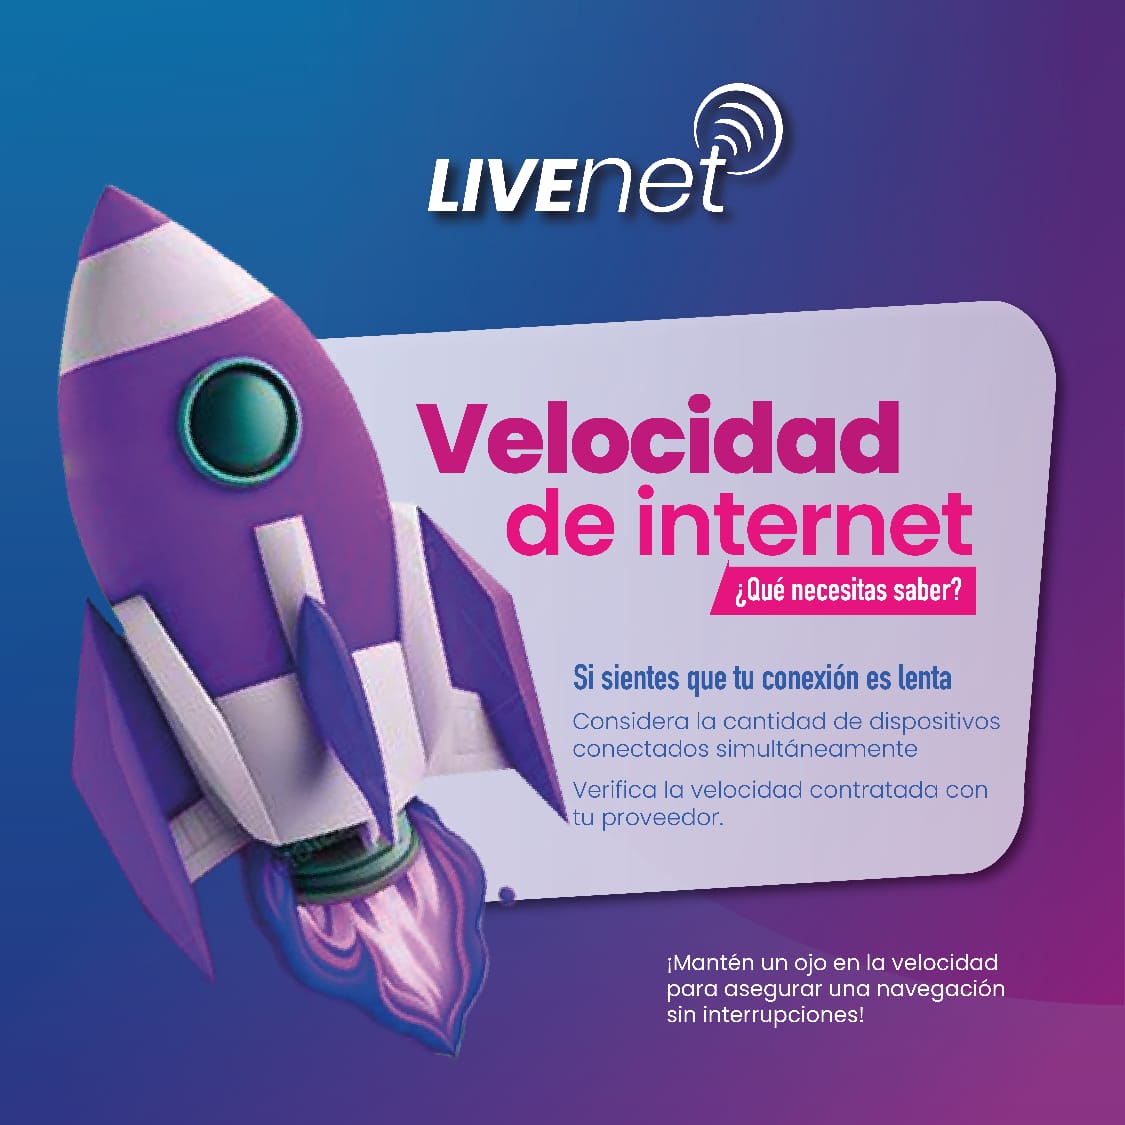 LIVEnet
Velocidad
de internet
¿Qué necesitas saber?
Si sientes que tu conexión es lenta
Considera la cantidad de dispositivos
conectados simultáneamente
Verifica la velocidad contratada con
tu proveedor.
¡Mantén un ojo en la velocidad
para asegurar una navegación
sin interrupciones!